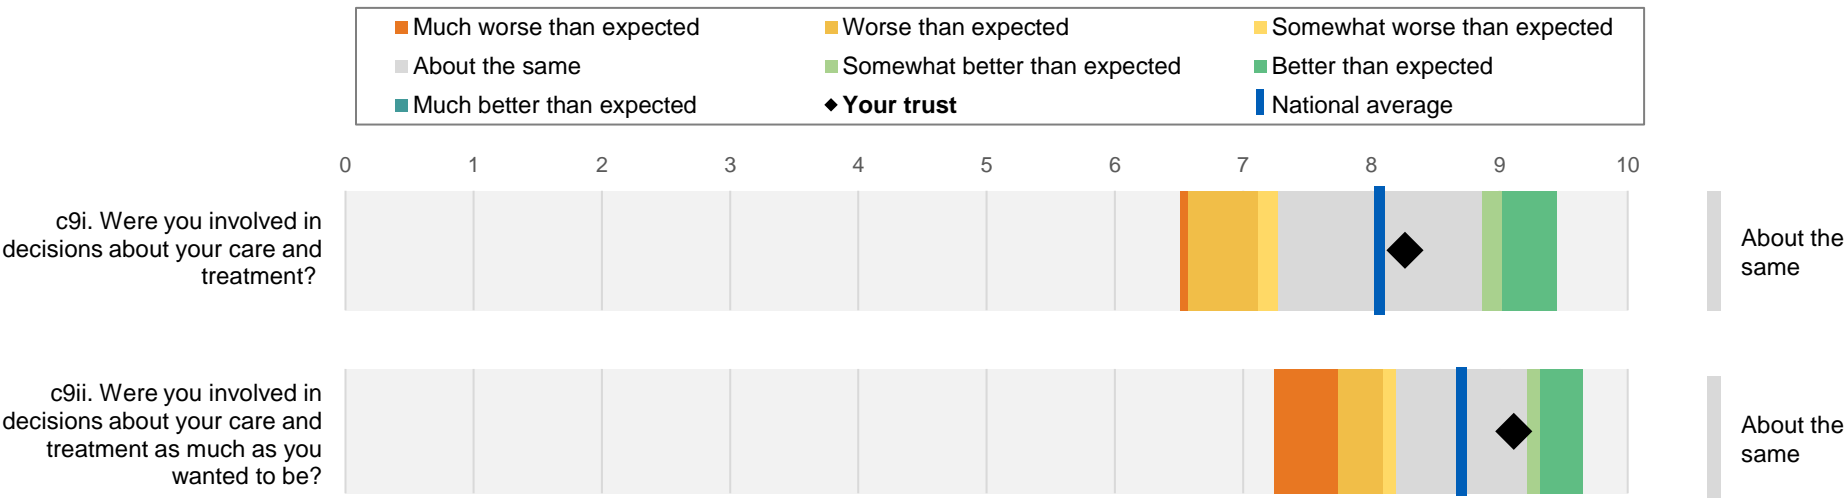 Much worse than expected
Worse than expected
Somewhat worse than expected
About the same
Somewhat better than expected
Better than expected
Much better than expected
Your trust
National average
0 1 2 3 4 5 6 7 8 9 10
c9i. Were you involved in
decisions about your care and
treatment?
About the
same
c9ii. Were you involved in
decisions about your care and
treatment as much as you
wanted to be?
About the
same